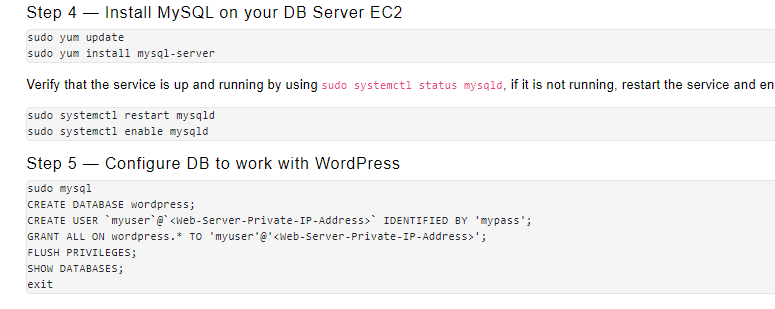 Step 4 — Install MySQL on your DB Server EC2
sudo yum update
sudo yum install mysql-server
Verify that the service is up and running by using sudo systemctl status mysqld, if it is not running, restart the service and en
sudo systemctl restart mysqld
sudo systemctl enable mysqld
Step 5 — Configure DB to work with WordPress
sudo mysql
CREATE DATABASE wordpress;
CREATE USER `myuser`@`<Web-Server-Private-IP-Address>` IDENTIFIED BY 'mypass';
GRANT ALL ON wordpress.* TO 'myuser'@'<Web-Server-Private-IP-Address>';
FLUSH PRIVILEGES;
SHOW DATABASES;
exit